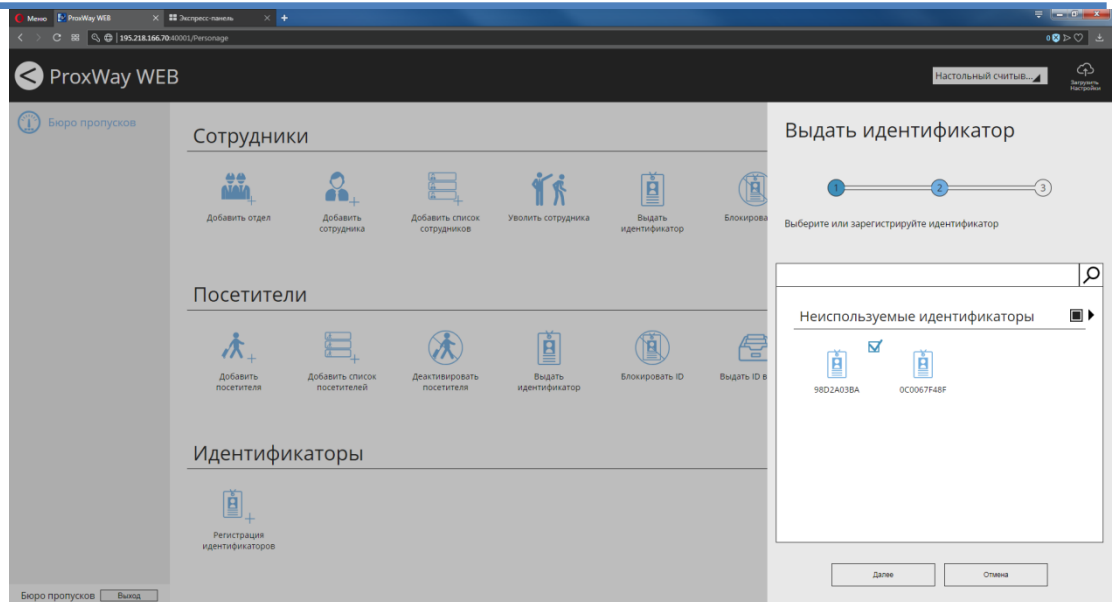 Меню ProxWay WEB Экспресс-панель
195.218.166.70:40001/Personage 0
ProxWay WEB
Настольный считыв...
Загрузить
Настройки
Бюро пропусков
Сотрудники
Добавить отдел
Добавить
сотрудника
Добавить список
сотрудников
Уволить сотрудника
Выдать
идентификатор
Блокирова
Посетители
Добавить
посетителя
Добавить список
посетителей
Деактивировать
посетителя
Выдать
идентификатор
Блокировать ID
Выдать ID в
Идентификаторы
Регистрация
идентификаторов
Бюро пропусков Выход
Выдать идентификатор
1 2 3
Выберите или зарегистрируйте идентификатор
Неиспользуемые идентификаторы
98D2A03BA 0C0067F48F
Далее Отмена